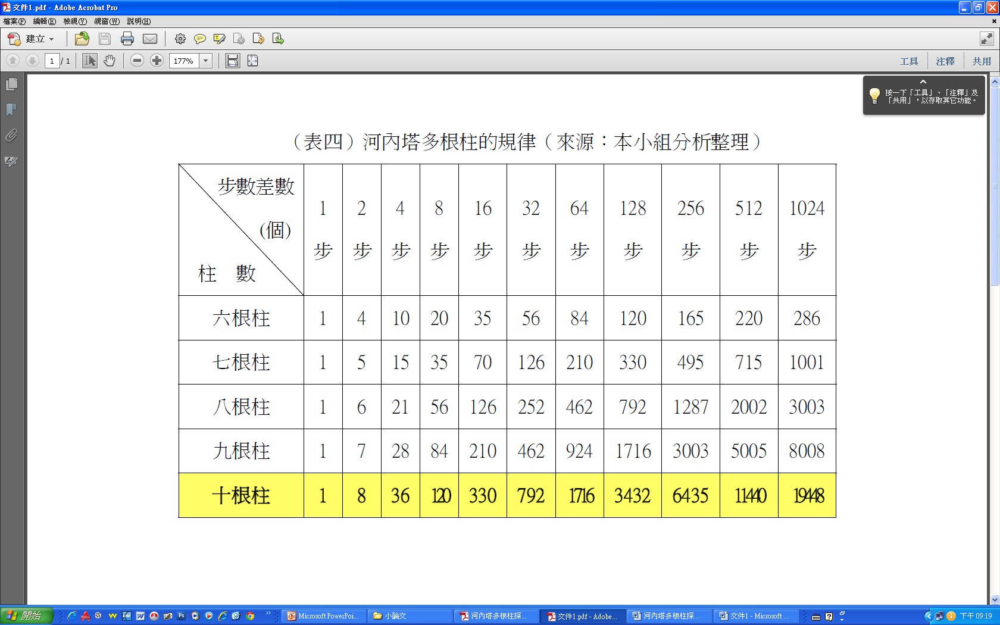 文件1.pdf - Adobe Acrobat Pro
檔案(F) 編輯(E) 檢視(V) 視窗(W) 說明(H)
建立
1 / 1 177% 工具 注釋 共用
按一下「工具」、「注釋」及
「共用」，以存取其它功能。
（表四）河內塔多根柱的規律（來源：本小組分析整理）
步數差數
(個)
柱 數
1 2 4 8 16 32 64 128 256 512 1024
步 步 步 步 步 步 步 步 步 步 步
六根柱 1 4 10 20 35 56 84 120 165 220 286
七根柱 1 5 15 35 70 126 210 330 495 715 1001
八根柱 1 6 21 56 126 252 462 792 1287 2002 3003
九根柱 1 7 28 84 210 462 924 1716 3003 5005 8008
十根柱 1 8 36 120 330 792 1716 3432 6435 11440 19448
開始 Microsoft PowerPoi... 小論文 河內塔多根柱探... 文件1.pdf - Adobe... 河內塔多根柱探... 文件1 - Microsoft ... 下午 09:19